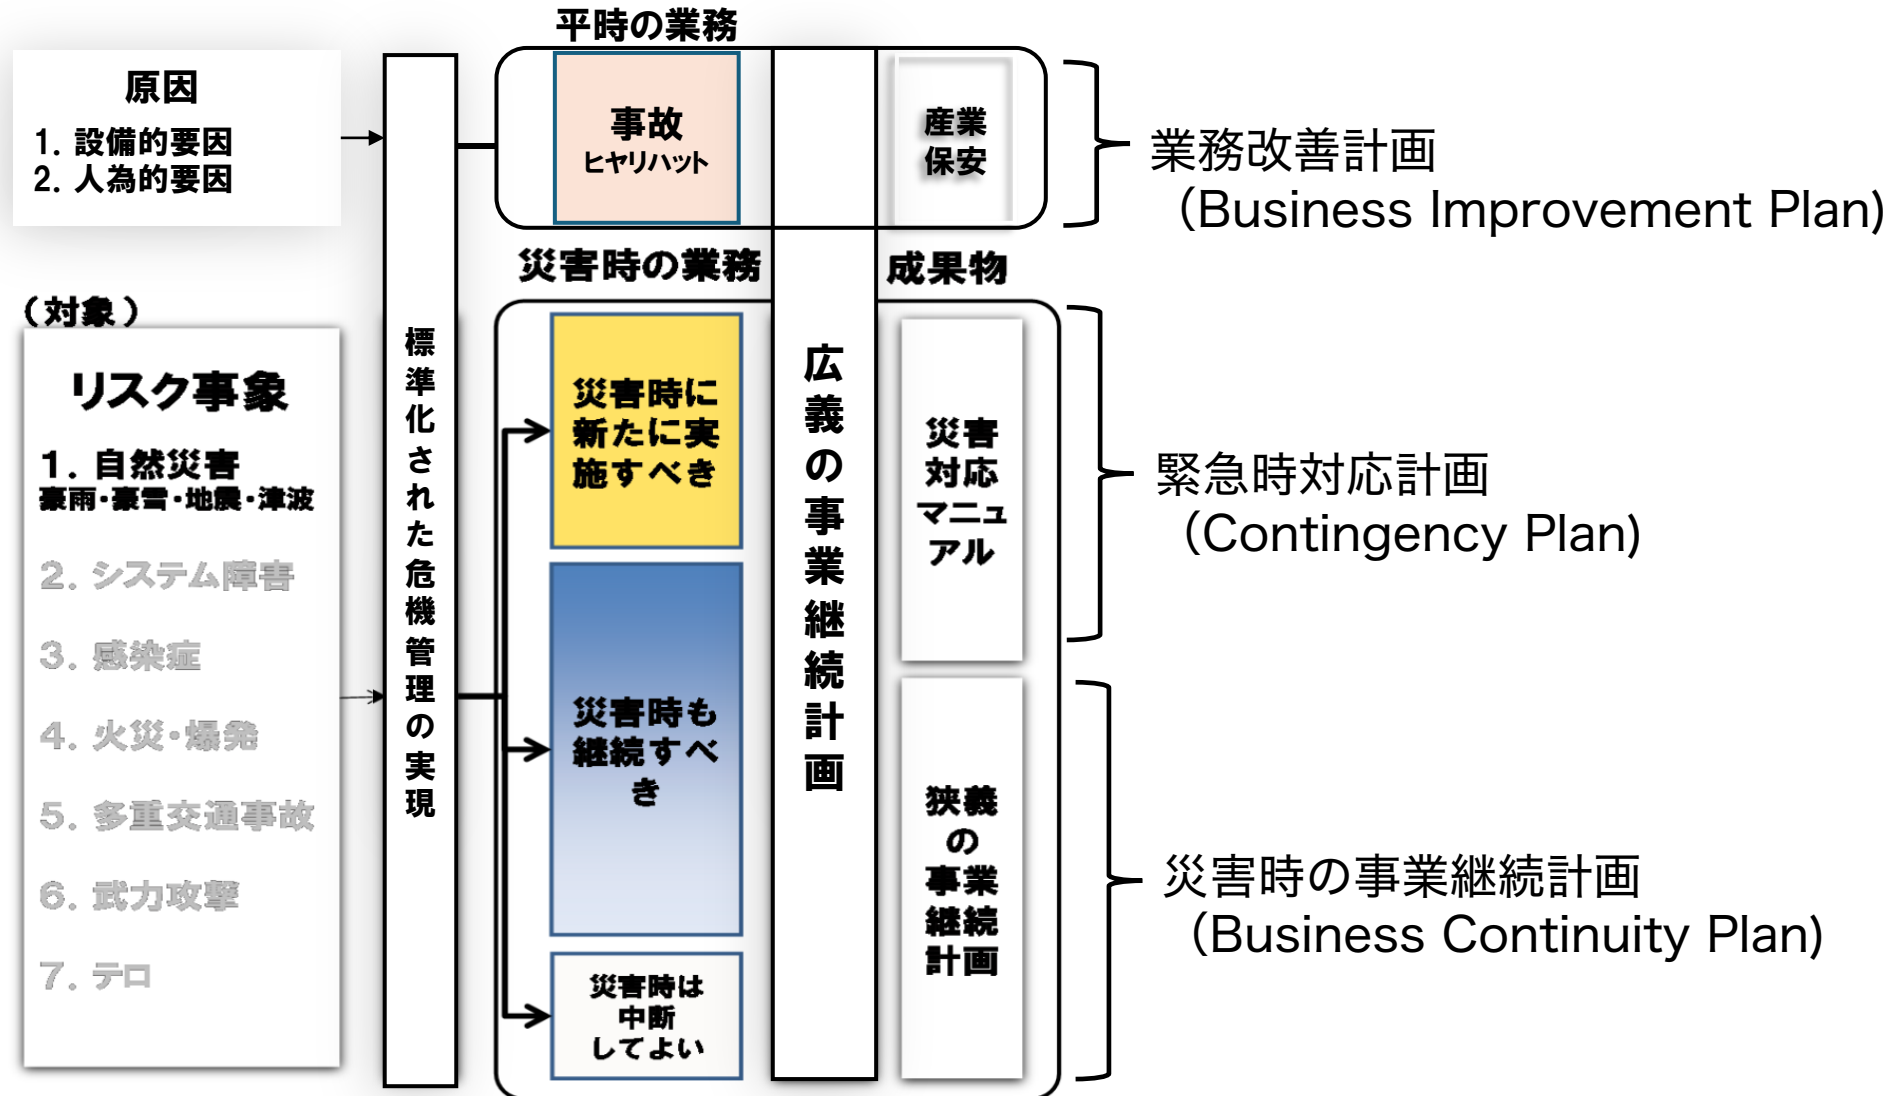 平時の業務
原因
1. 設備的要因
2. 人為的要因
事故
ヒヤリハット
産業
保安
業務改善計画
（Business Improvement Plan)
災害時の業務
成果物
（対象）
リスク事象
1. 自然災害
豪雨・豪雪・地震・津波
2. システム障害
3. 感染症
4. 火災・爆発
5. 多重交通事故
6. 武力攻撃
7. テロ
標準化された危機管理の実現
災害時に
新たに実
施すべき
災害時も
継続すべ
き
災害時は
中断
してよい
広義の事業継続計画
災害
対応
マニュ
アル
狭義
の
事業
継続
計画
緊急時対応計画
（Contingency Plan)
災害時の事業継続計画
（Business Continuity Plan)